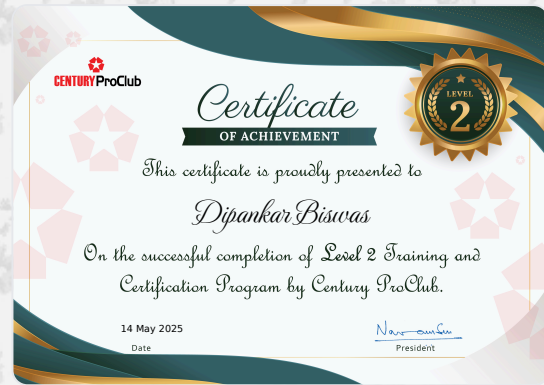 CENTURY ProClub
LEVEL
2
Certificate
OF ACHIEVEMENT
This certificate is proudly presented to
Dipankar Biswas
On the successful completion of Level 2 Training and
Certification Program by Century ProClub.
14 May 2025
Date
President